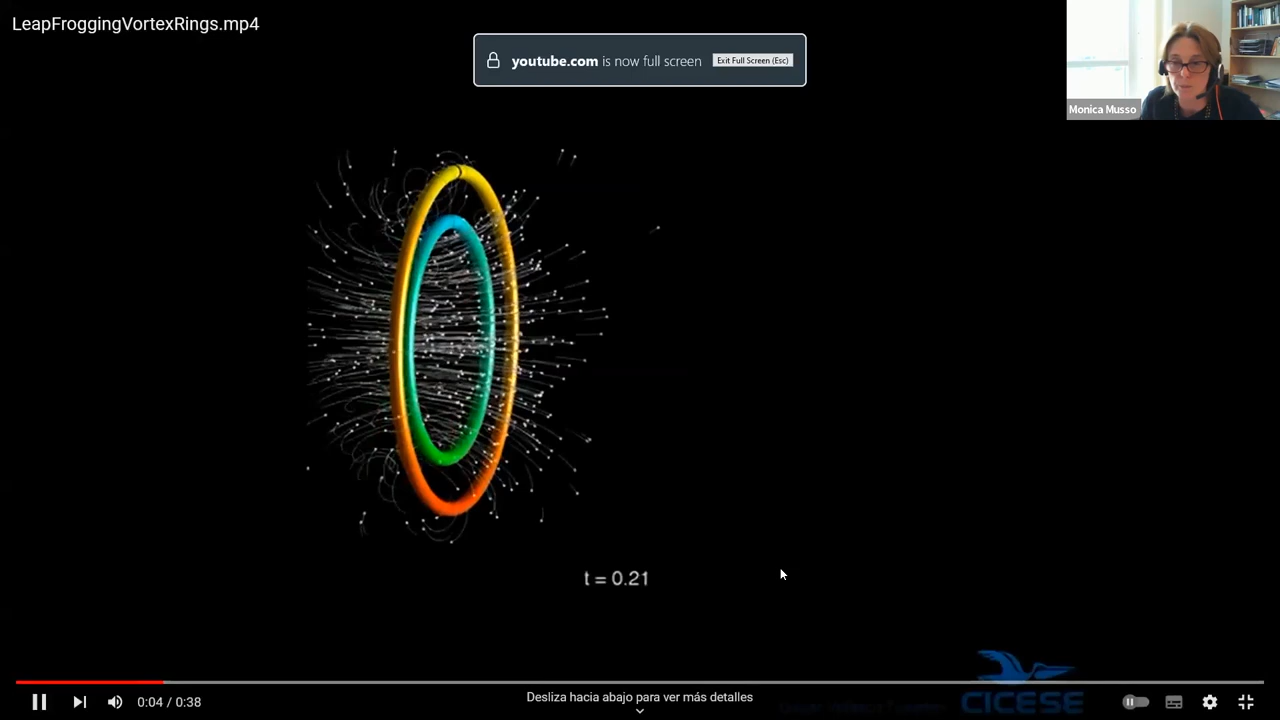 LeapFroggingVortexRings.mp4
youtube.com is now full screen
Exit Full Screen (Esc)
Monica Musso
t = 0.21
CICESE
0:04 / 0:38
Desliza hacia abajo para ver más detalles